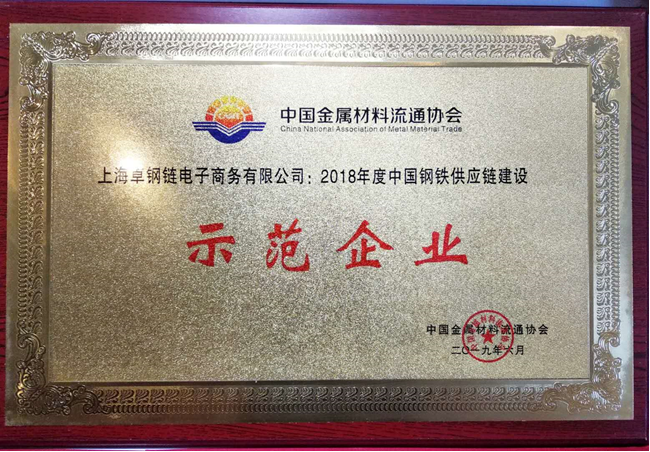 中国金属材料流通协会
China National Association of Metal Material Trade
上海卓钢链电子商务有限公司：2018年度中国钢铁供应链建设
示范企业
中国金属材料流通协会
二〇一九年六月